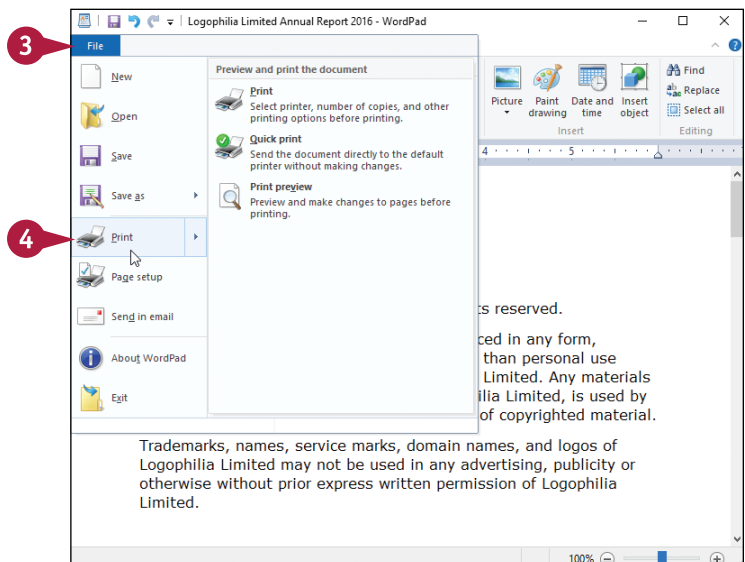 Logophilia Limited Annual Report 2016 - WordPad
3
File
New
Open
Save
Save as
4
Print
Page setup
Send in email
About WordPad
Exit
Preview and print the document
Print
Select printer, number of copies, and other
printing options before printing.
Quick print
Send the document directly to the default
printer without making changes.
Print preview
Preview and make changes to pages before
printing.
Picture
Paint
drawing
Date and
time
Insert
object
Insert
Find
Replace
Select all
Editing
4 5
reserved.
in any form,
than personal use
Limited. Any materials
Limited, is used by
of copyrighted material.
Trademarks, names, service marks, domain names, and logos of
Logophilia Limited may not be used in any advertising, publicity or
otherwise without prior express written permission of Logophilia
Limited.
100%